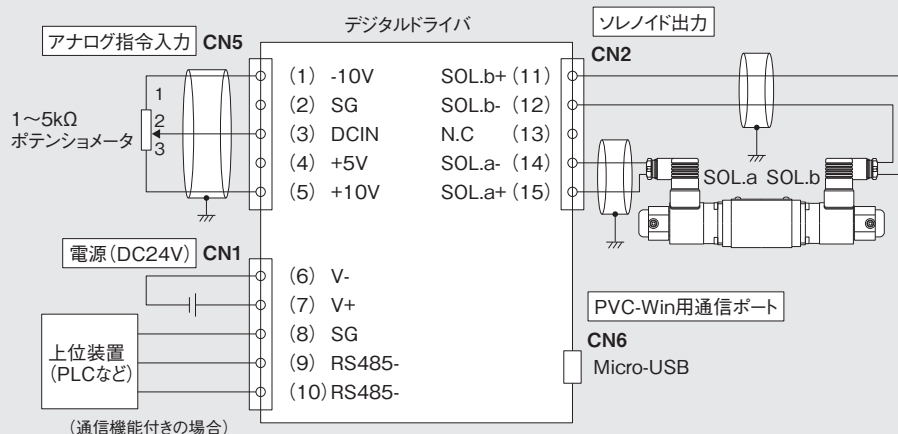 デジタルドライバ
アナログ指令入力 CN5
ソレノイド出力
CN2
1～5kΩ
ポテンショメータ
1
2
3
(1) -10V
(2) SG
(3) DCIN
(4) +5V
(5) +10V
SOL.b+ (11)
SOL.b- (12)
N.C (13)
SOL.a- (14)
SOL.a+ (15)
SOL.a SOL.b
電源(DC24V) CN1
(6) V-
(7) V+
(8) SG
(9) RS485-
(10) RS485-
上位装置
(PLCなど)
(通信機能付きの場合)
PVC-Win用通信ポート
CN6
Micro-USB